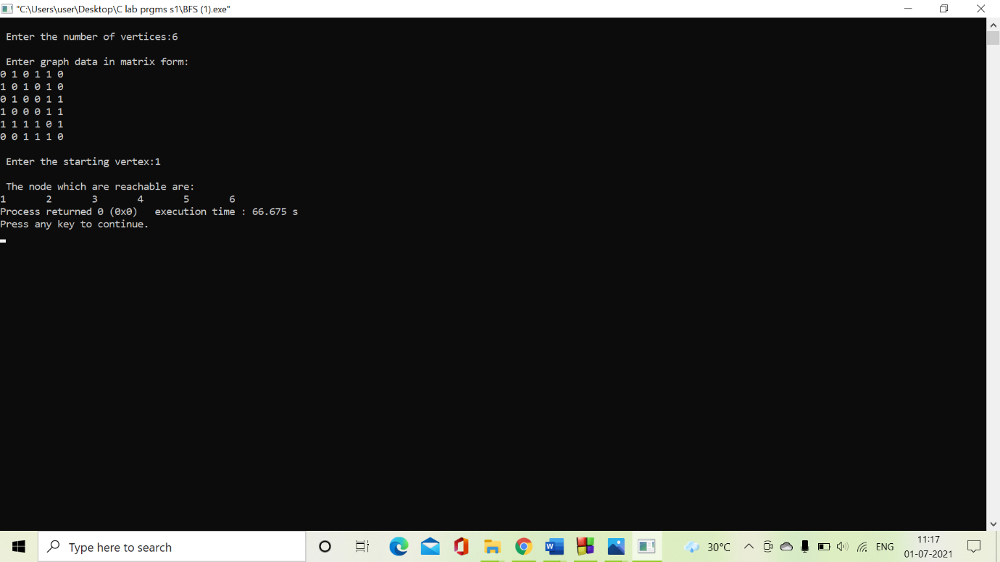 "C:\Users\user\Desktop\C lab prgms s1\BFS (1).exe"
Enter the number of vertices:6
Enter graph data in matrix form:
0 1 0 1 1 0
1 0 1 0 1 0
0 1 0 0 1 1
1 0 0 0 1 1
1 1 1 1 0 1
0 0 1 1 1 0
Enter the starting vertex:1
The node which are reachable are:
1 2 3 4 5 6
Process returned 0 (0x0) execution time : 66.675 s
Press any key to continue.
Type here to search
30°C
ENG
11:17
01-07-2021